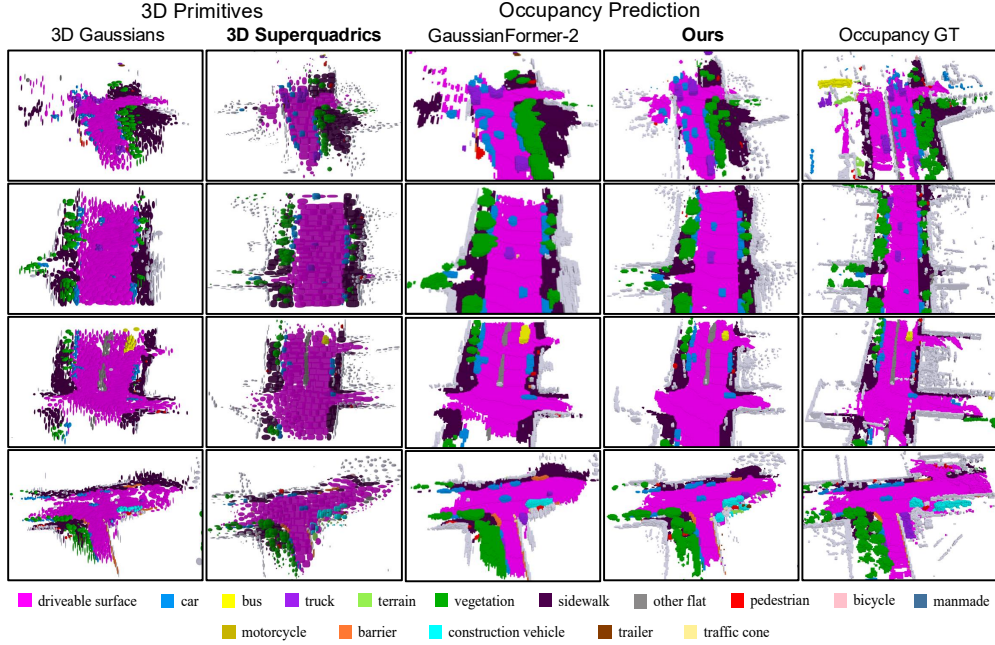 3D Primitives Occupancy Prediction
3D Gaussians 3D Superquadrics GaussianFormer-2 Ours Occupancy GT
driveable surface car bus truck terrain vegetation sidewalk other flat pedestrian bicycle manmade
motorcycle barrier construction vehicle trailer traffic cone